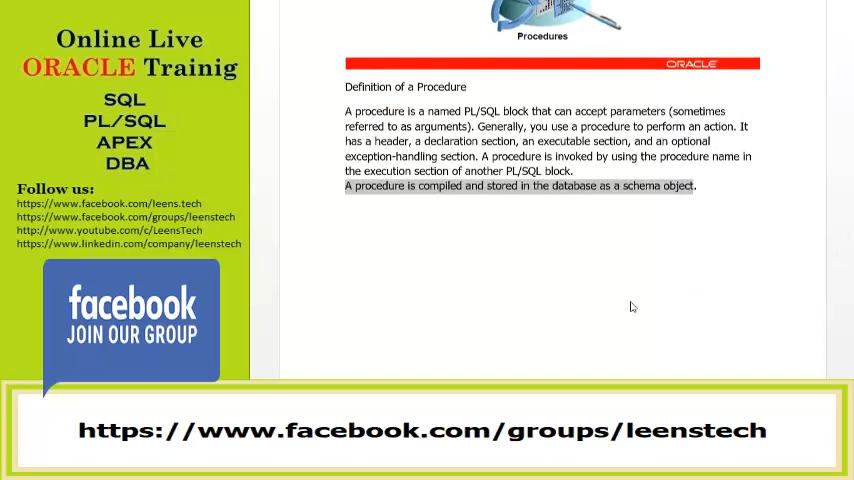 Online Live
ORACLE Trainig
SQL
PL/SQL
APEX
DBA
Follow us:
https://www.facebook.com/leens.tech
https://www.facebook.com/groups/leenstech
http://www.youtube.com/c/LeensTech
https://www.linkedin.com/company/leenstech
facebook
JOIN OUR GROUP
Procedures
ORACLE
Definition of a Procedure
A procedure is a named PL/SQL block that can accept parameters (sometimes
referred to as arguments). Generally, you use a procedure to perform an action. It
has a header, a declaration section, an executable section, and an optional
exception-handling section. A procedure is invoked by using the procedure name in
the execution section of another PL/SQL block.
A procedure is compiled and stored in the database as a schema object.
https://www.facebook.com/groups/leenstech